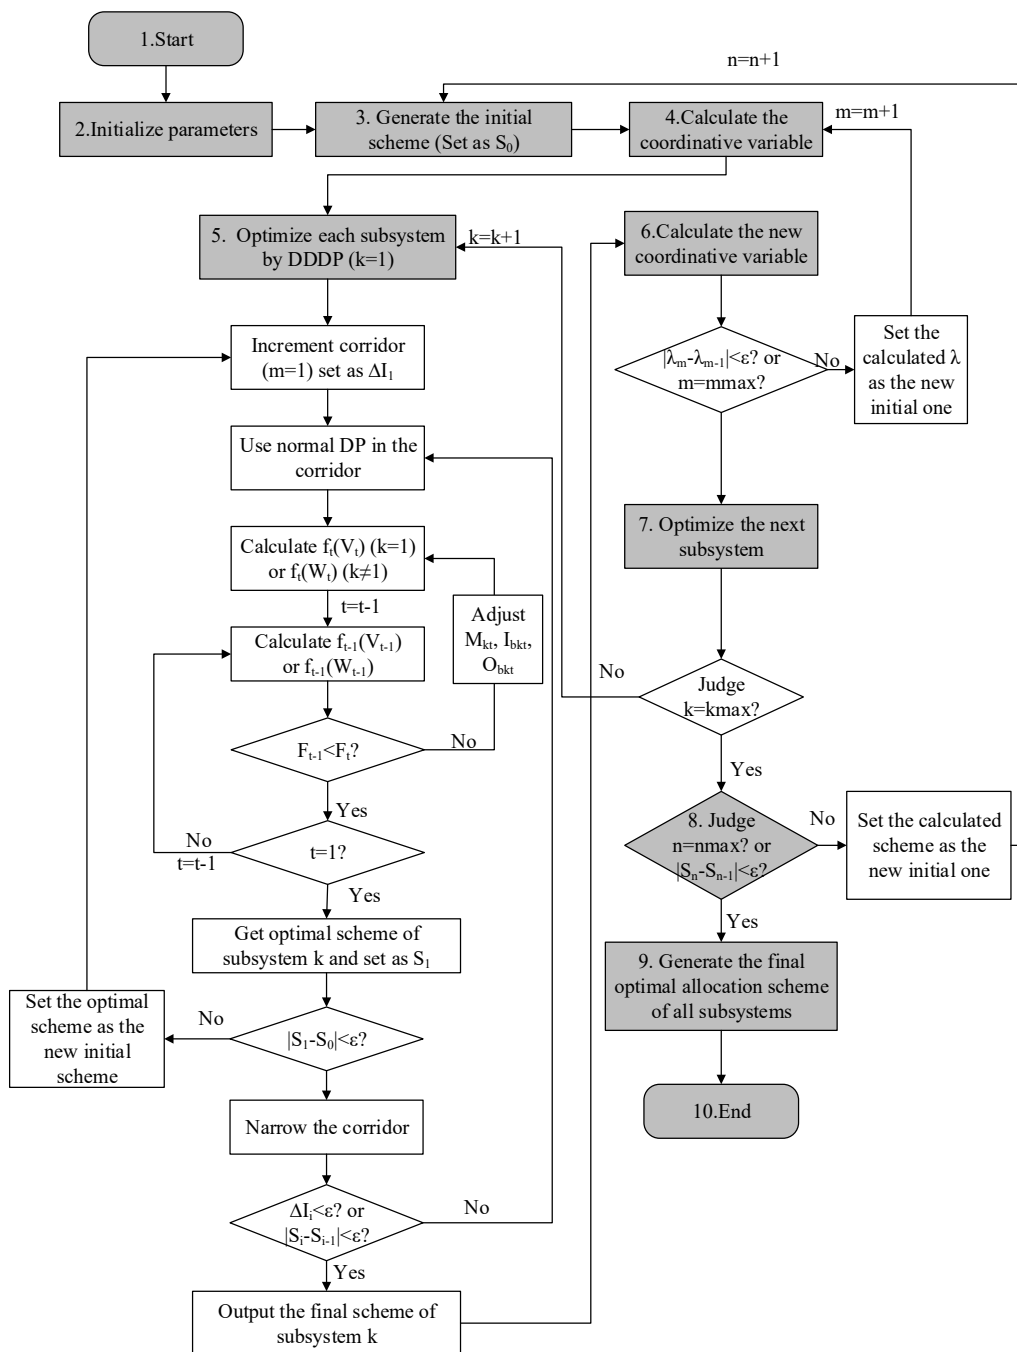 1.Start
n=n+1
2.Initialize parameters
3. Generate the initial
scheme (Set as S₀)
4.Calculate the
coordinative variable
m=m+1
5. Optimize each subsystem
by DDDP (k=1)
k=k+1
6.Calculate the new
coordinative variable
Increment corridor
(m=1) set as ΔI₁
|λₘ-λₘ₋₁|<ε? or
m=mmax?
No
Set the
calculated λ
as the new
initial one
Use normal DP in the
corridor
7. Optimize the next
subsystem
Calculate fₜ(Vₜ) (k=1)
or fₜ(Wₜ) (k≠1)
t=t-1
Adjust
Mₖₜ, I_bkt,
O_bkt
Calculate fₜ₋₁(Vₜ₋₁)
or fₜ₋₁(Wₜ₋₁)
No
Judge
k=kmax?
Fₜ₋₁<Fₜ?
No
Yes
Yes
No
t=t-1
t=1?
8. Judge
n=nmax? or
|Sₙ-Sₙ₋₁|<ε?
No
Set the calculated
scheme as the
new initial one
Yes
Yes
Get optimal scheme of
subsystem k and set as S₁
9. Generate the final
optimal allocation scheme
of all subsystems
Set the optimal
scheme as the
new initial
scheme
No
|S₁-S₀|<ε?
10.End
Narrow the corridor
ΔIᵢ<ε? or
|Sᵢ-Sᵢ₋₁|<ε?
No
Yes
Output the final scheme of
subsystem k